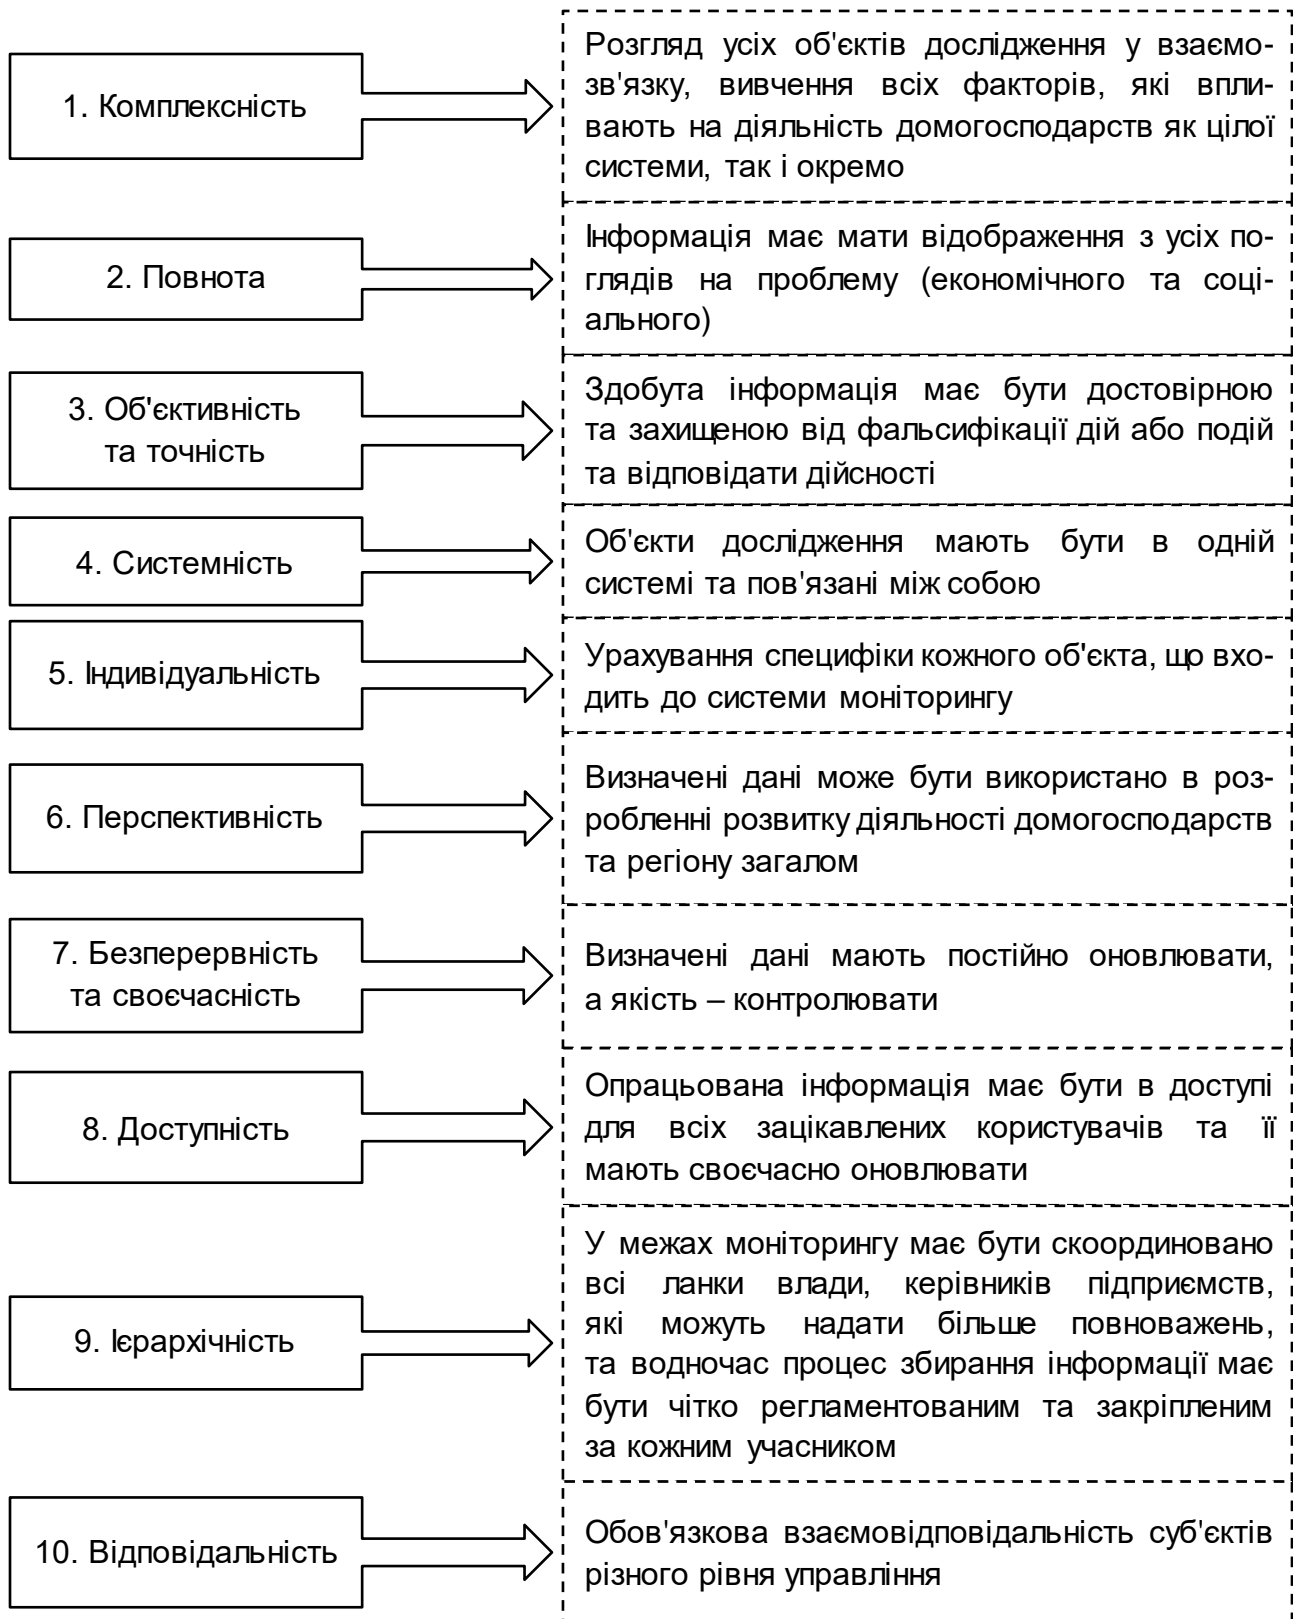 1. Комплексність
Розгляд усіх об'єктів дослідження у взаємо-
зв'язку, вивчення всіх факторів, які впли-
вають на діяльність домогосподарств як цілої
системи, так і окремо
2. Повнота
Інформація має мати відображення з усіх по-
глядів на проблему (економічного та соці-
ального)
3. Об'єктивність
та точність
Здобута інформація має бути достовірною
та захищеною від фальсифікації дій або подій
та відповідати дійсності
4. Системність
Об'єкти дослідження мають бути в одній
системі та пов'язані між собою
5. Індивідуальність
Урахування специфіки кожного об'єкта, що вхо-
дить до системи моніторингу
6. Перспективність
Визначені дані може бути використано в роз-
робленні розвитку діяльності домогосподарств
та регіону загалом
7. Безперервність
та своєчасність
Визначені дані мають постійно оновлювати,
а якість – контролювати
8. Доступність
Опрацьована інформація має бути в доступі
для всіх зацікавлених користувачів та її
мають своєчасно оновлювати
9. Ієрархічність
У межах моніторингу має бути скоординовано
всі ланки влади, керівників підприємств,
які можуть надати більше повноважень,
та водночас процес збирання інформації має
бути чітко регламентованим та закріпленим
за кожним учасником
10. Відповідальність
Обов'язкова взаємовідповідальність суб'єктів
різного рівня управління